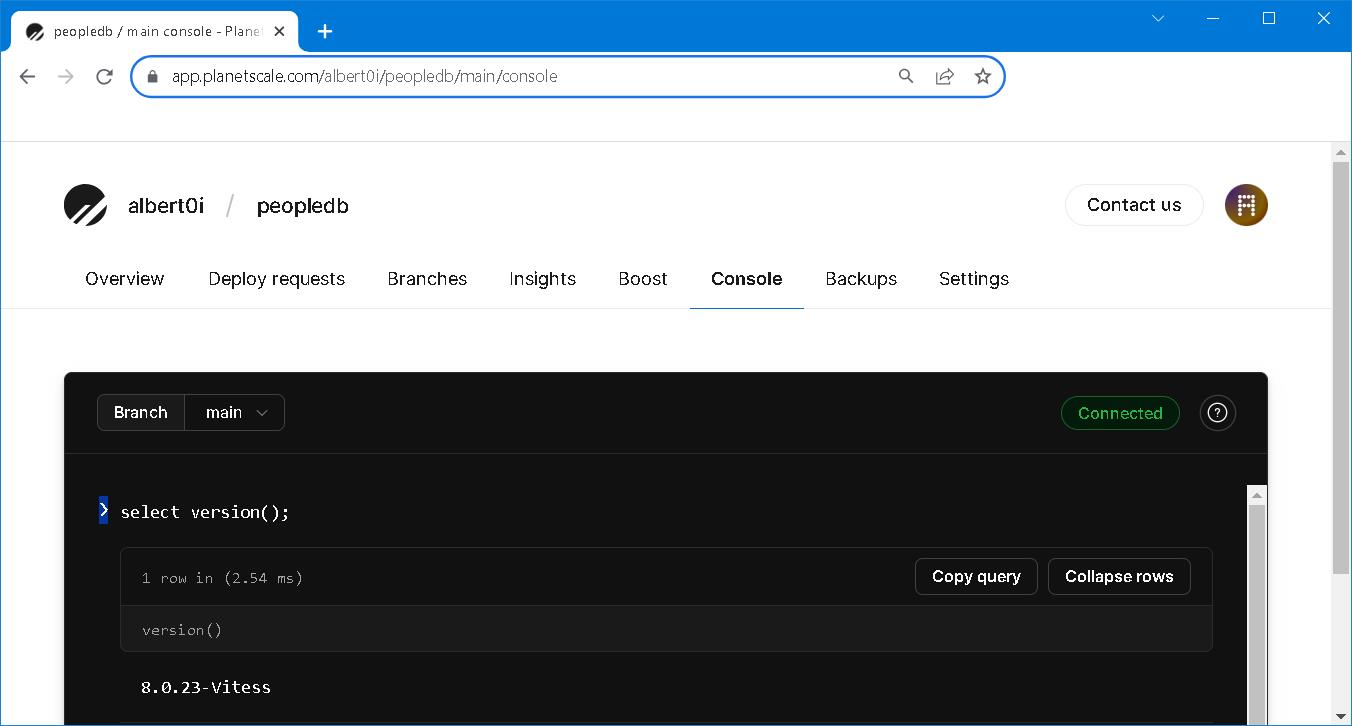 peopledb / main console - Plane
app.planetscale.com/albert0i/peopledb/main/console
albert0i / peopledb
Contact us
Overview Deploy requests Branches Insights Boost Console Backups Settings
Branch main
Connected
?
❯ select version();
1 row in (2.54 ms)
Copy query Collapse rows
version()
8.0.23-Vitess